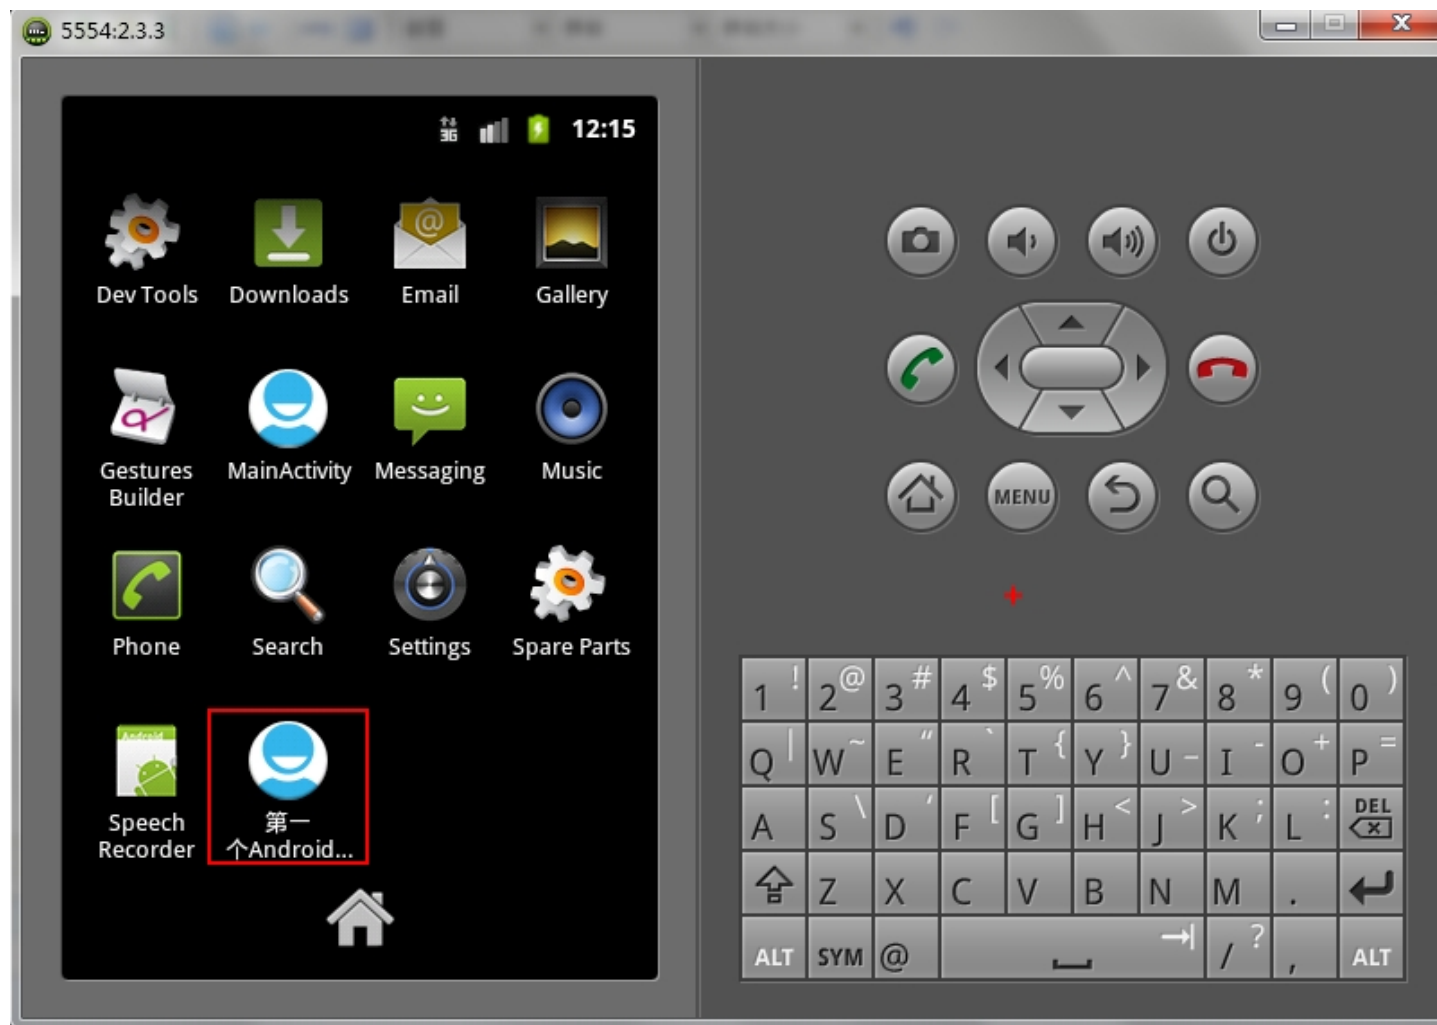 5554:2.3.3
3G
12:15
Dev Tools
Downloads
Email
Gallery
Gestures
Builder
MainActivity
Messaging
Music
Phone
Search
Settings
Spare Parts
Android
Speech
Recorder
第一
个Android...
MENU
1 ! 2 @ 3 # 4 $ 5 % 6 ^ 7 & 8 * 9 ( 0 )
Q | W ~ E “ R ` T { Y } U _ I - O + P =
A S \ D ‘ F [ G ] H < J > K ; L : DEL
Z X C V B N M .
ALT SYM @ / ? , ALT